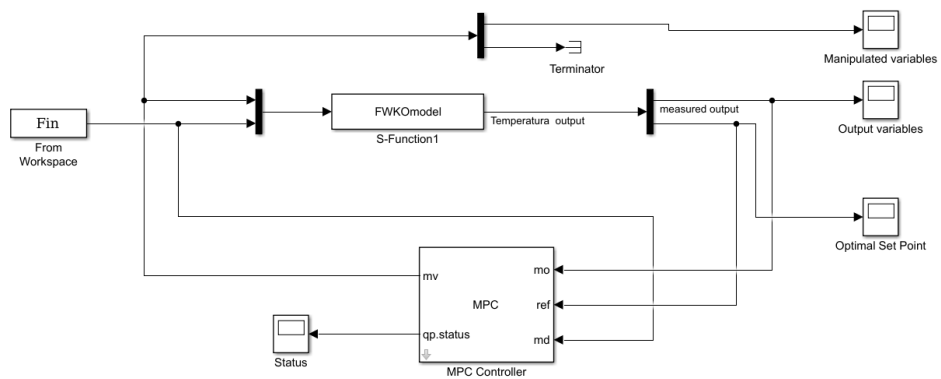 Manipulated variables
Terminator
FWKOmodel
Temperatura output
S-Function1
measured output
Output variables
Fin
From
Workspace
Optimal Set Point
mv
mo
MPC
ref
qp.status
md
Status
MPC Controller